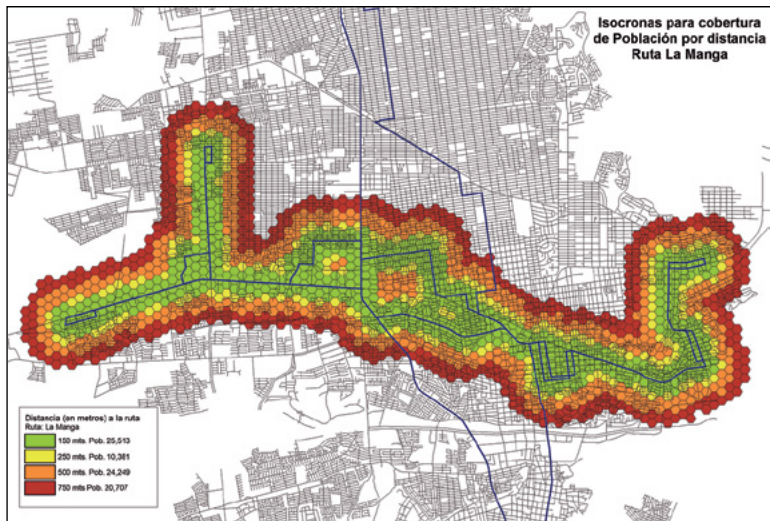 Isocronas para cobertura
de Población por distancia
Ruta La Manga
Distancia (en metros) a la ruta
Ruta: La Manga
150 mts. Pob. 25,513
250 mts. Pob. 10,381
500 mts. Pob. 24,249
750 mts Pob. 20,707